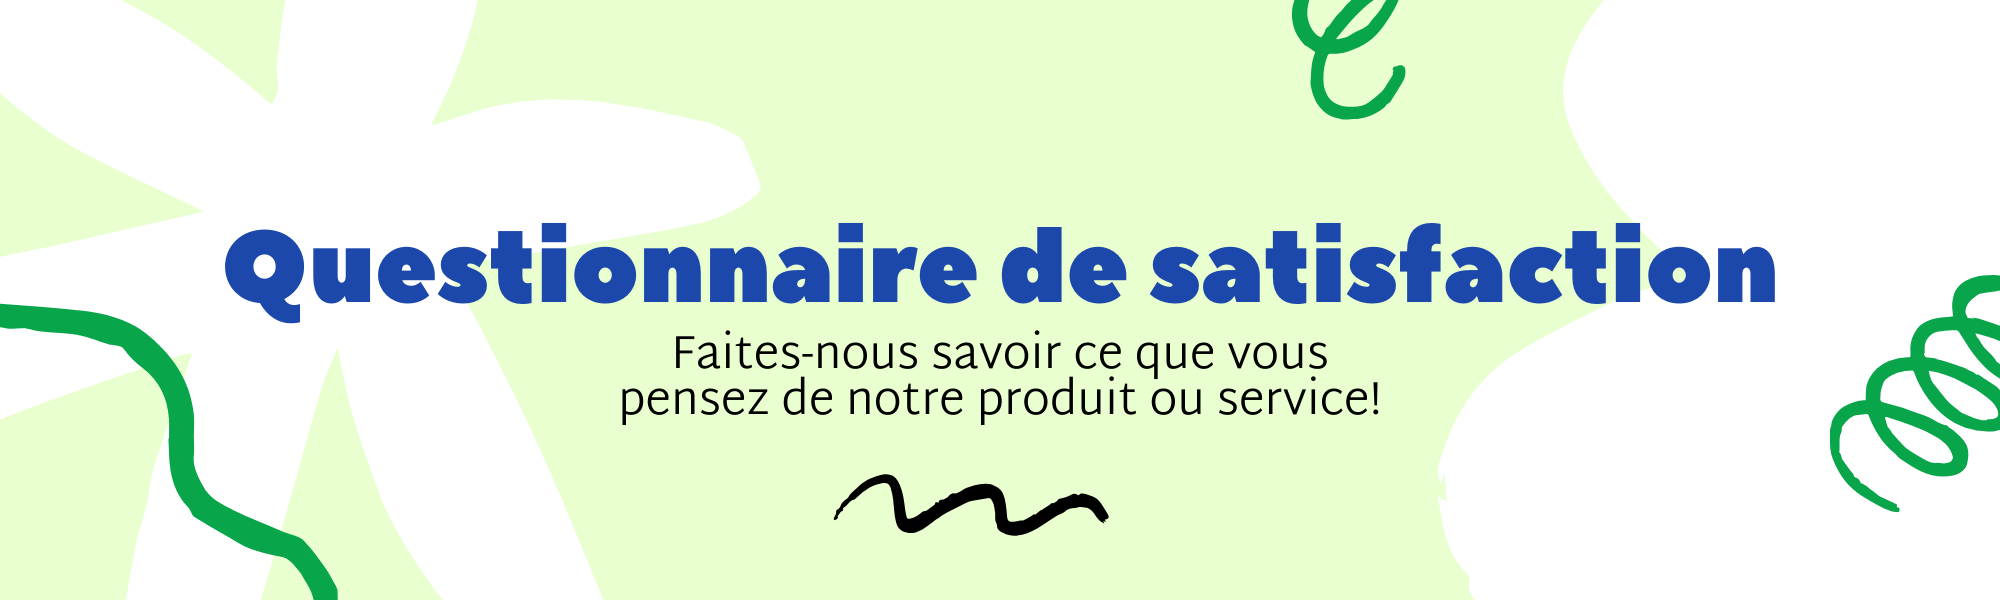 Questionnaire de satisfaction
Faites-nous savoir ce que vous
pensez de notre produit ou service!